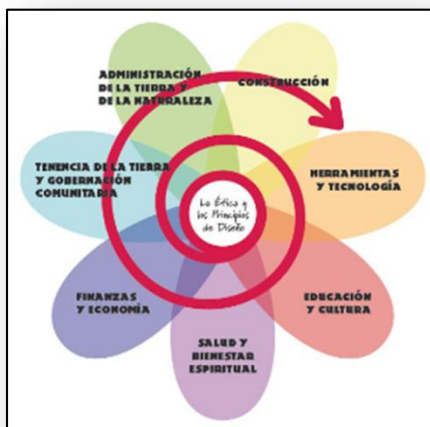 ADMINISTRACIÓN
DE LA TIERRA Y
DE LA NATURALEZA
CONSTRUCCIÓN
HERRAMIENTAS
Y TECNOLOGÍA
EDUCACIÓN
Y CULTURA
SALUD Y
BIENESTAR
ESPIRITUAL
FINANZAS
Y ECONOMÍA
TENENCIA DE LA TIERRA
Y GOBERNACIÓN
COMUNITARIA
La Ética y
los Principios
de Diseño